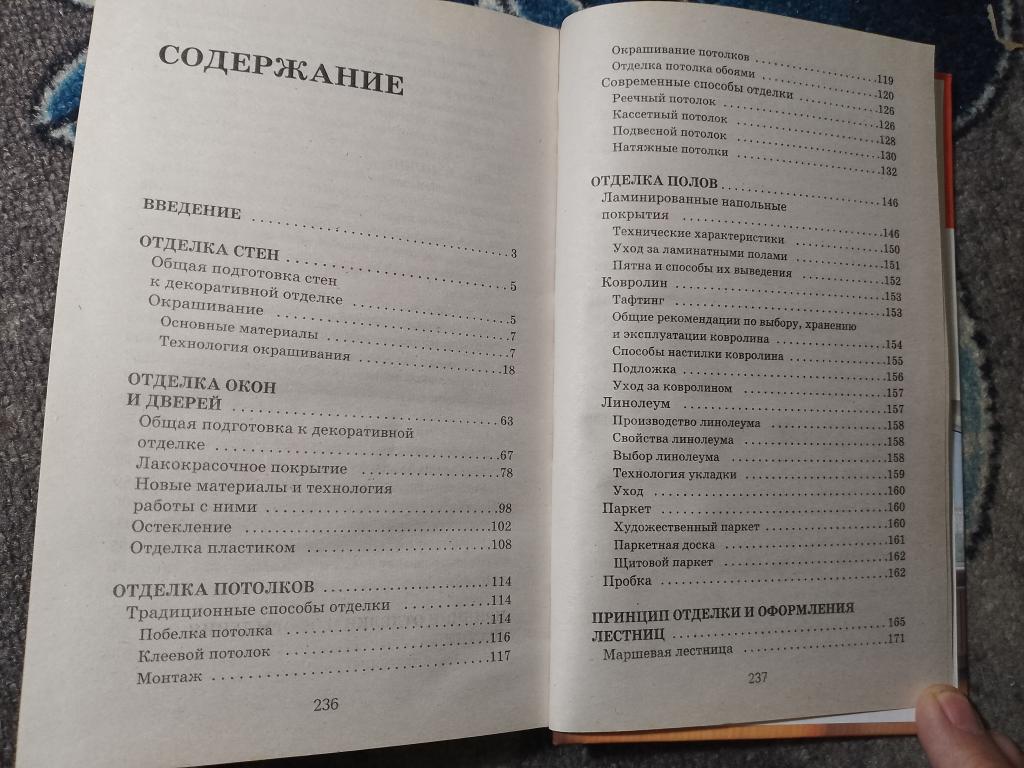 СОДЕРЖАНИЕ
ВВЕДЕНИЕ ........ 3
ОТДЕЛКА СТЕН ........ 5
Общая подготовка стен
к декоративной отделке ........ 5
Окрашивание ........ 7
Основные материалы ........ 7
Технология окрашивания ........ 18
ОТДЕЛКА ОКОН
И ДВЕРЕЙ ........ 63
Общая подготовка к декоративной
отделке ........ 67
Лакокрасочное покрытие ........ 78
Новые материалы и технология
работы с ними ........ 98
Остекление ........ 102
Отделка пластиком ........ 108
ОТДЕЛКА ПОТОЛКОВ ........ 114
Традиционные способы отделки ........ 114
Побелка потолка ........ 114
Клеевой потолок ........ 116
Монтаж ........ 117
236
Окрашивание потолков ........ 119
Отделка потолка обоями ........ 120
Современные способы отделки ........ 126
Реечный потолок ........ 126
Кассетный потолок ........ 128
Подвесной потолок ........ 130
Натяжные потолки ........ 132
ОТДЕЛКА ПОЛОВ ........ 146
Ламинированные напольные
покрытия ........ 146
Технические характеристики ........ 150
Уход за ламинатными полами ........ 151
Пятна и способы их выведения ........ 152
Ковролин ........ 153
Тафтинг ........ 153
Общие рекомендации по выбору, хранению
и эксплуатации ковролина ........ 154
Способы настилки ковролина ........ 155
Подложка ........ 156
Уход за ковролином ........ 157
Линолеум ........ 157
Производство линолеума ........ 158
Свойства линолеума ........ 158
Выбор линолеума ........ 158
Технология укладки ........ 159
Уход ........ 160
Паркет ........ 160
Художественный паркет ........ 160
Паркетная доска ........ 161
Щитовой паркет ........ 162
Пробка ........ 162
ПРИНЦИП ОТДЕЛКИ И ОФОРМЛЕНИЯ
ЛЕСТНИЦ ........ 165
Маршевая лестница ........ 171
237